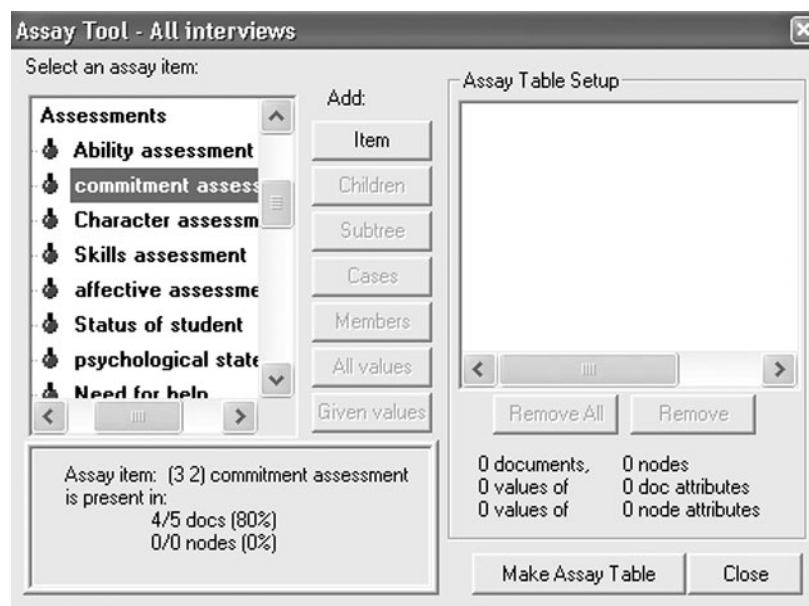 Assay Tool - All interviews
Select an assay item:
Assessments
Ability assessment
commitment assess
Character assessm
Skills assessment
affective assessme
Status of student
psychological state
Need for help
Add:
Item
Children
Subtree
Cases
Members
All values
Given values
Assay item: (3 2) commitment assessment
is present in:
4/5 docs (80%)
0/0 nodes (0%)
Assay Table Setup
Remove All
Remove
0 documents, 0 nodes
0 values of 0 doc attributes
0 values of 0 node attributes
Make Assay Table
Close